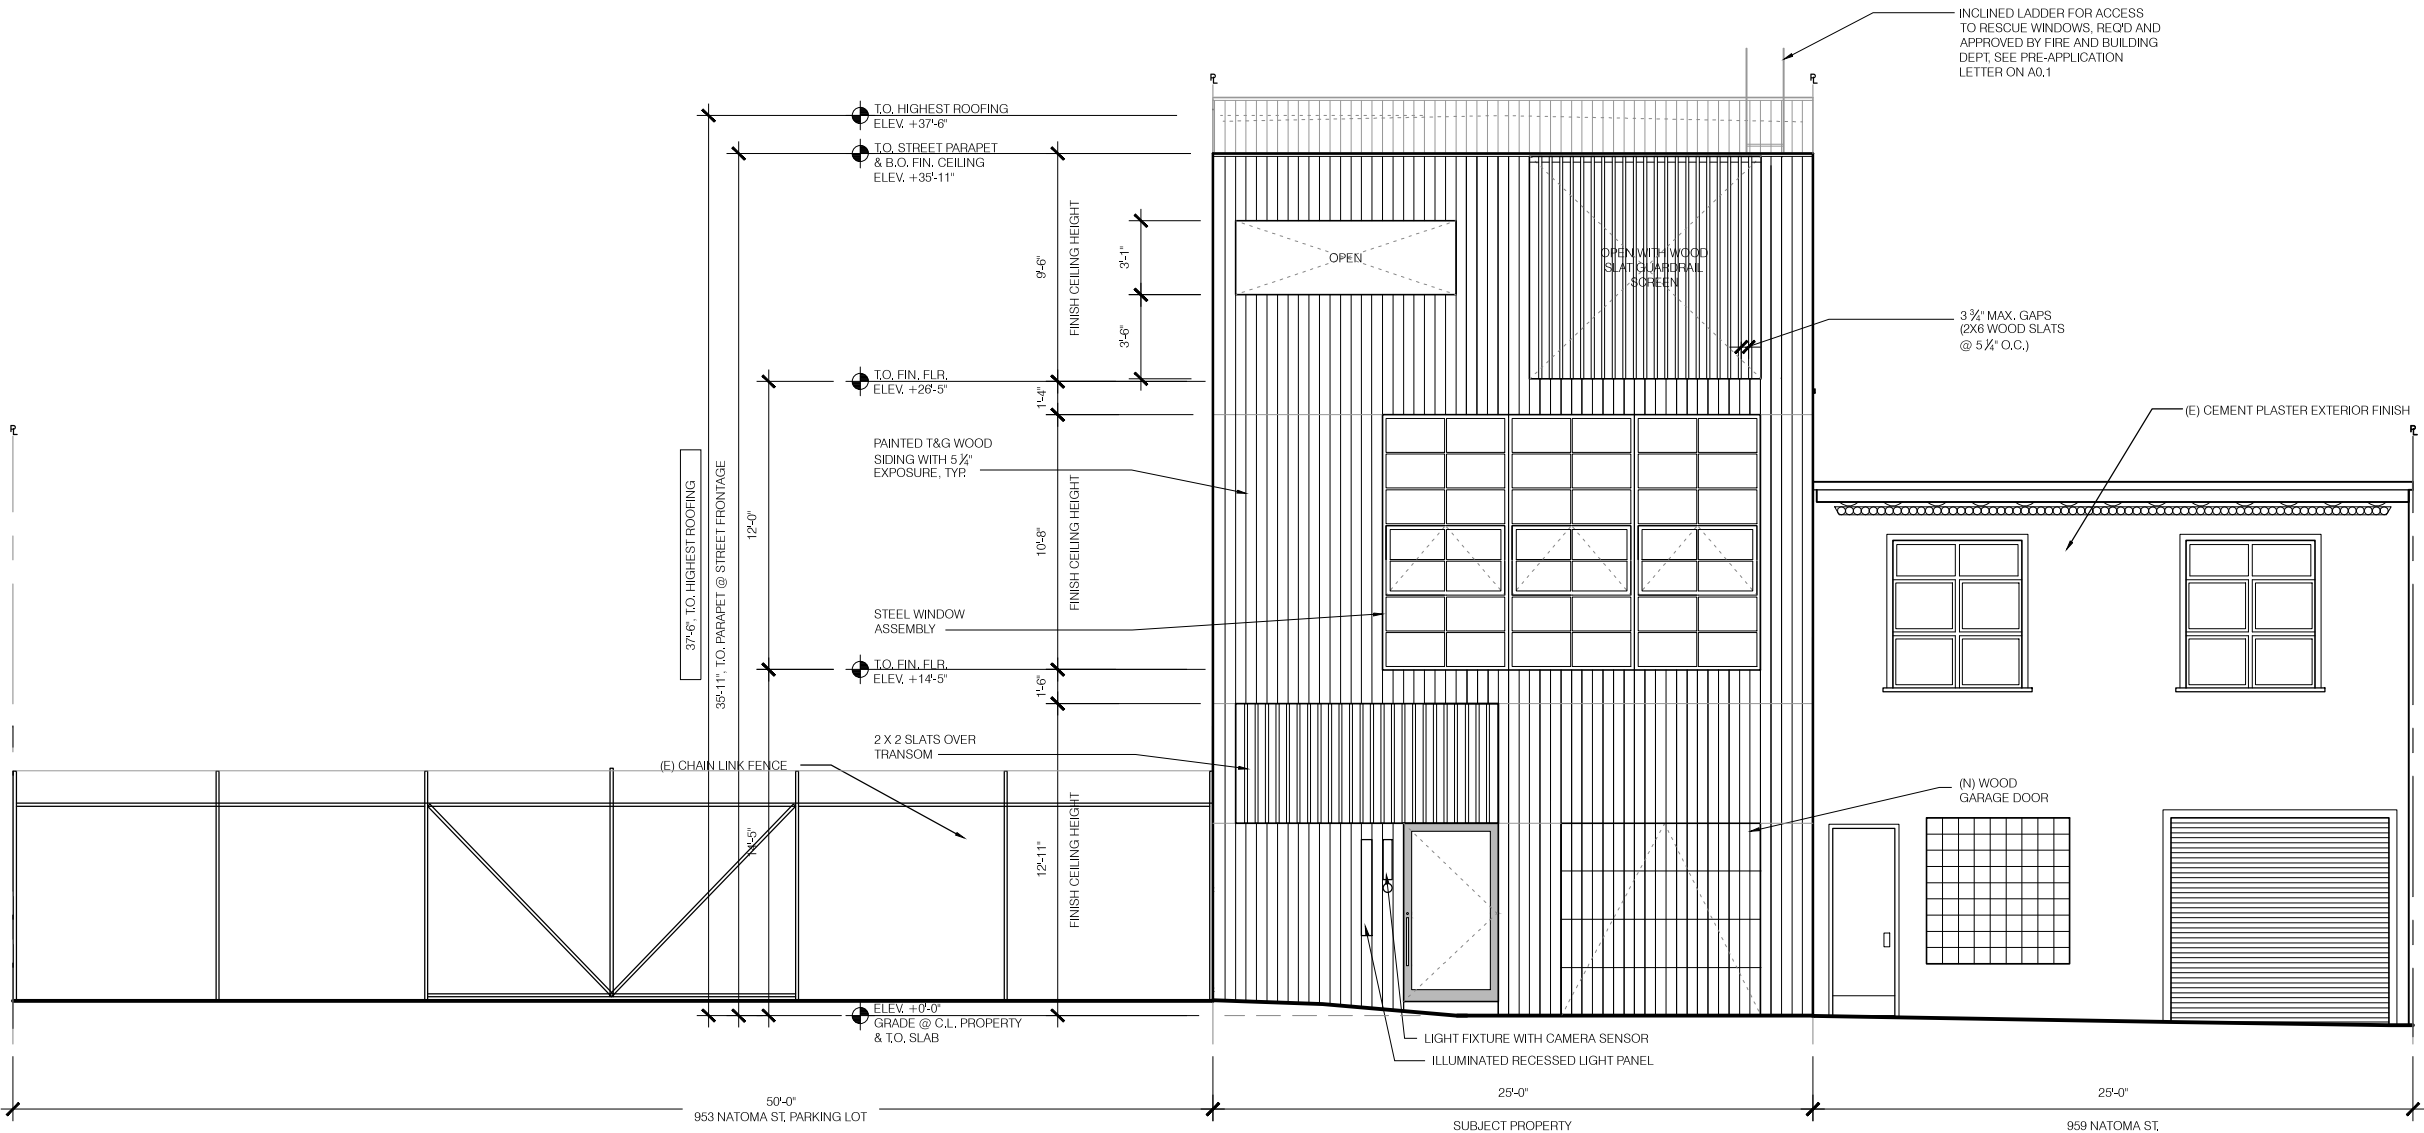 INCLINED LADDER FOR ACCESS
TO RESCUE WINDOWS, REQ'D AND
APPROVED BY FIRE AND BUILDING
DEPT, SEE PRE-APPLICATION
LETTER ON A0.1
PL
PL
T.O. HIGHEST ROOFING
ELEV. +37'-6"
T.O. STREET PARAPET
& B.O. FIN. CEILING
ELEV. +35'-11"
9'-6"
FINISH CEILING HEIGHT
3'-1"
3'-6"
OPEN
OPEN WITH WOOD
SLAT GUARDRAIL
SCREEN
3 3/4" MAX. GAPS
(2X6 WOOD SLATS
@ 5 1/4" O.C.)
T.O. FIN. FLR.
ELEV. +26'-5"
1'-4"
(E) CEMENT PLASTER EXTERIOR FINISH
PL
PL
PAINTED T&G WOOD
SIDING WITH 5 1/4"
EXPOSURE, TYP.
37'-6", T.O. HIGHEST ROOFING
35'-11", T.O. PARAPET @ STREET FRONTAGE
12'-0"
10'-8"
FINISH CEILING HEIGHT
STEEL WINDOW
ASSEMBLY
T.O. FIN. FLR.
ELEV. +14'-5"
1'-6"
2 X 2 SLATS OVER
TRANSOM
(E) CHAIN LINK FENCE
(N) WOOD
GARAGE DOOR
14'-5"
12'-11"
FINISH CEILING HEIGHT
ELEV. +0'-0"
GRADE @ C.L. PROPERTY
& T.O. SLAB
LIGHT FIXTURE WITH CAMERA SENSOR
ILLUMINATED RECESSED LIGHT PANEL
50'-0"
953 NATOMA ST. PARKING LOT
25'-0"
SUBJECT PROPERTY
25'-0"
959 NATOMA ST.